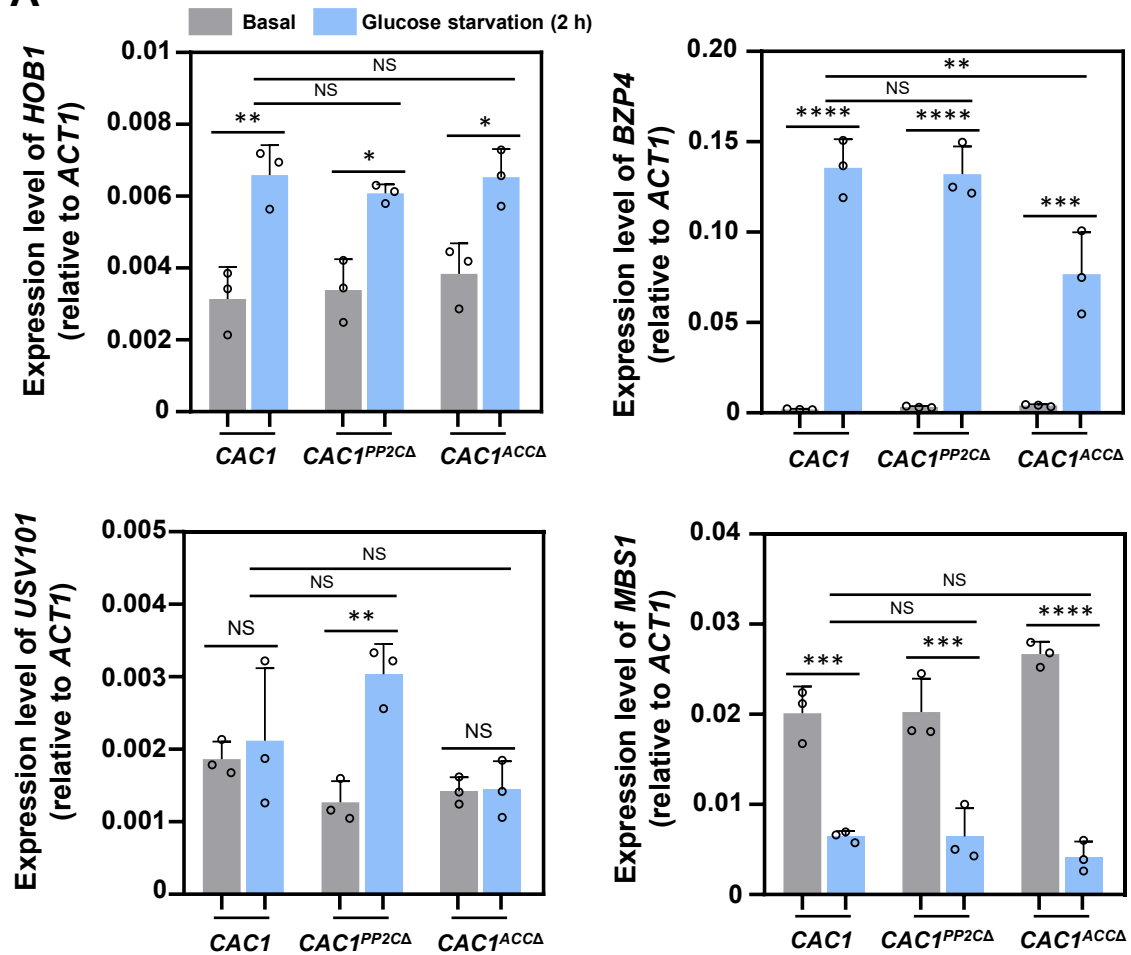 A
Basal Glucose starvation (2 h)
Expression level of HOB1
(relative to ACT1)
0.01
0.008
0.006
0.004
0.002
0
NS
NS
**
*
*
CAC1 CAC1PP2CΔ CAC1ACCΔ
Expression level of BZP4
(relative to ACT1)
0.20
0.15
0.10
0.05
0
**
NS
****
****
***
CAC1 CAC1PP2CΔ CAC1ACCΔ
Expression level of USV101
(relative to ACT1)
0.005
0.004
0.003
0.002
0.001
0
NS
NS
NS
**
NS
CAC1 CAC1PP2CΔ CAC1ACCΔ
Expression level of MBS1
(relative to ACT1)
0.04
0.03
0.02
0.01
0
NS
NS
***
***
****
CAC1 CAC1PP2CΔ CAC1ACCΔ